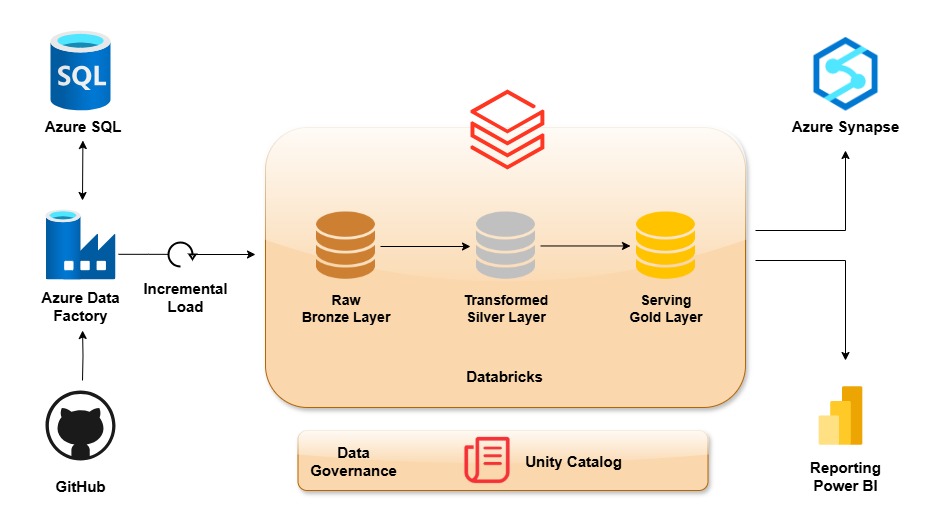 SQL
Azure SQL
Azure Data
Factory
GitHub
Incremental
Load
Raw
Bronze Layer
Transformed
Silver Layer
Serving
Gold Layer
Databricks
Data
Governance
Unity Catalog
Azure Synapse
Reporting
Power BI